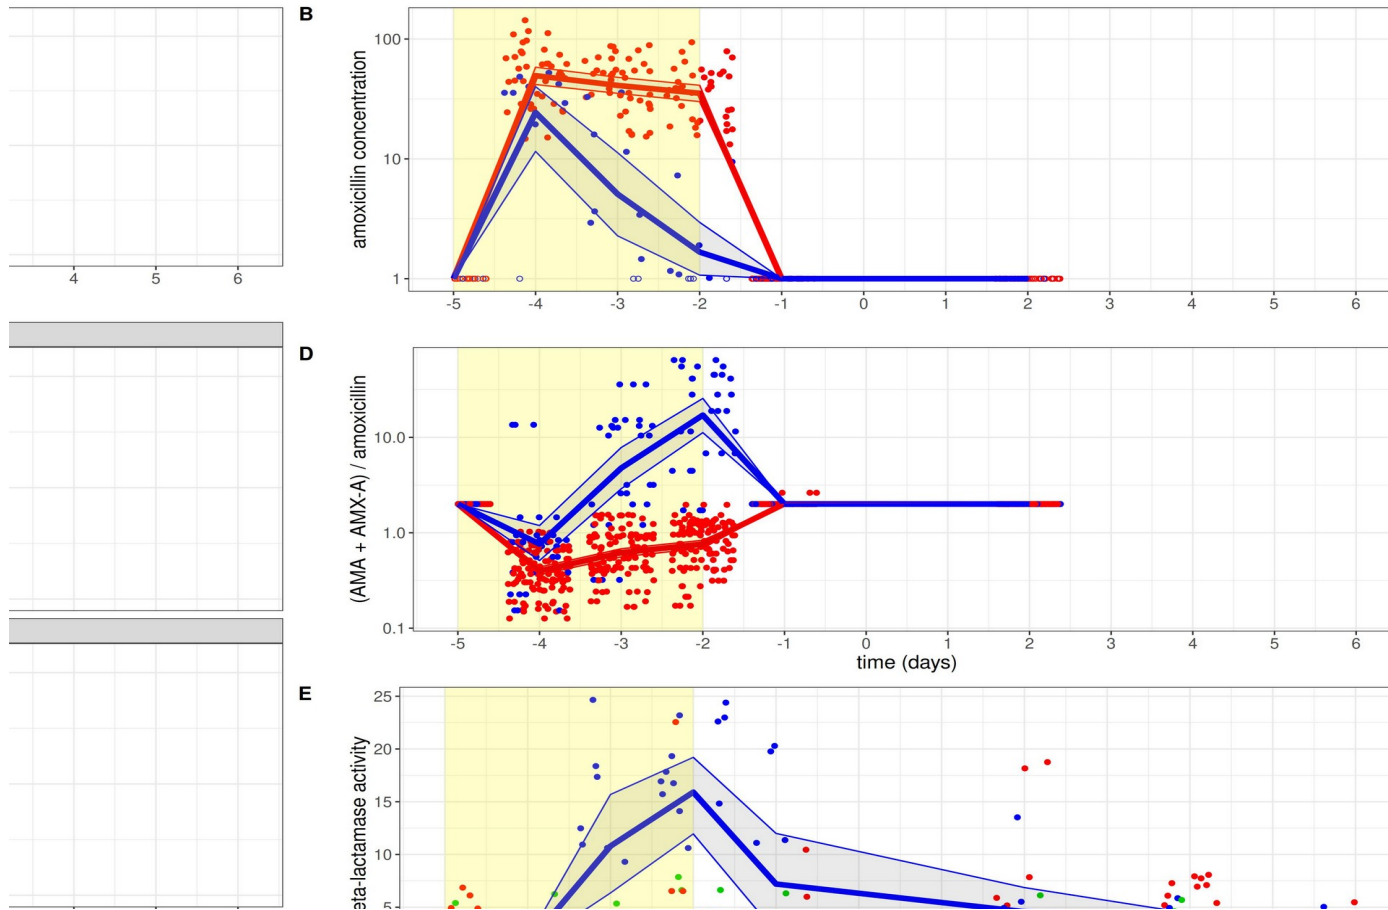 4 5 6
B
amoxicillin concentration
100
10
1
-5 -4 -3 -2 -1 0 1 2 3 4 5 6
D
(AMA + AMX-A) / amoxicillin
10.0
1.0
0.1
-5 -4 -3 -2 -1 0 1 2 3 4 5 6
time (days)
E
eta-lactamase activity
25
20
15
10
5